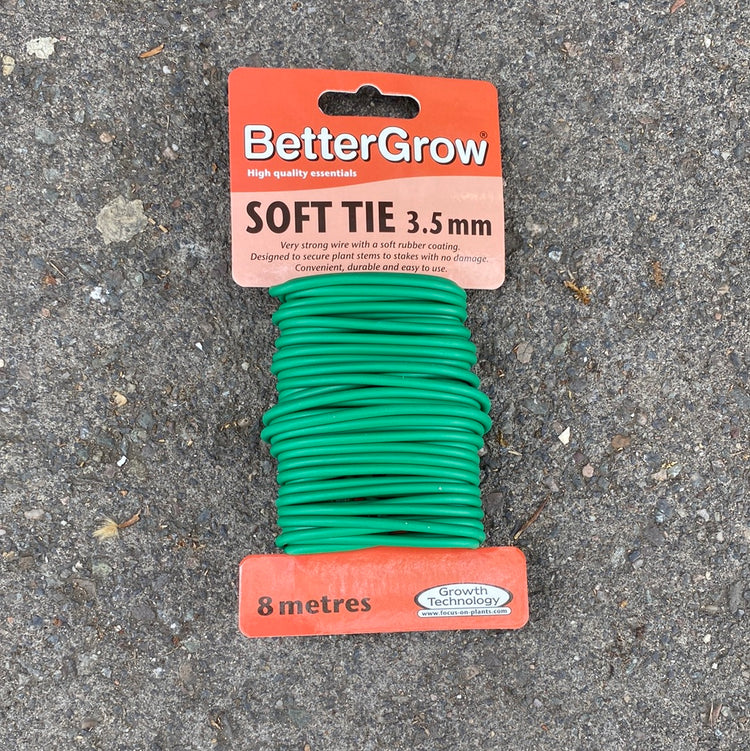 BetterGrow®
High quality essentials
SOFT TIE 3.5mm
Very strong wire with a soft rubber coating.
Designed to secure plant stems to stakes with no damage.
Convenient, durable and easy to use.
8 metres
Growth
Technology
www.focus-on-plants.com